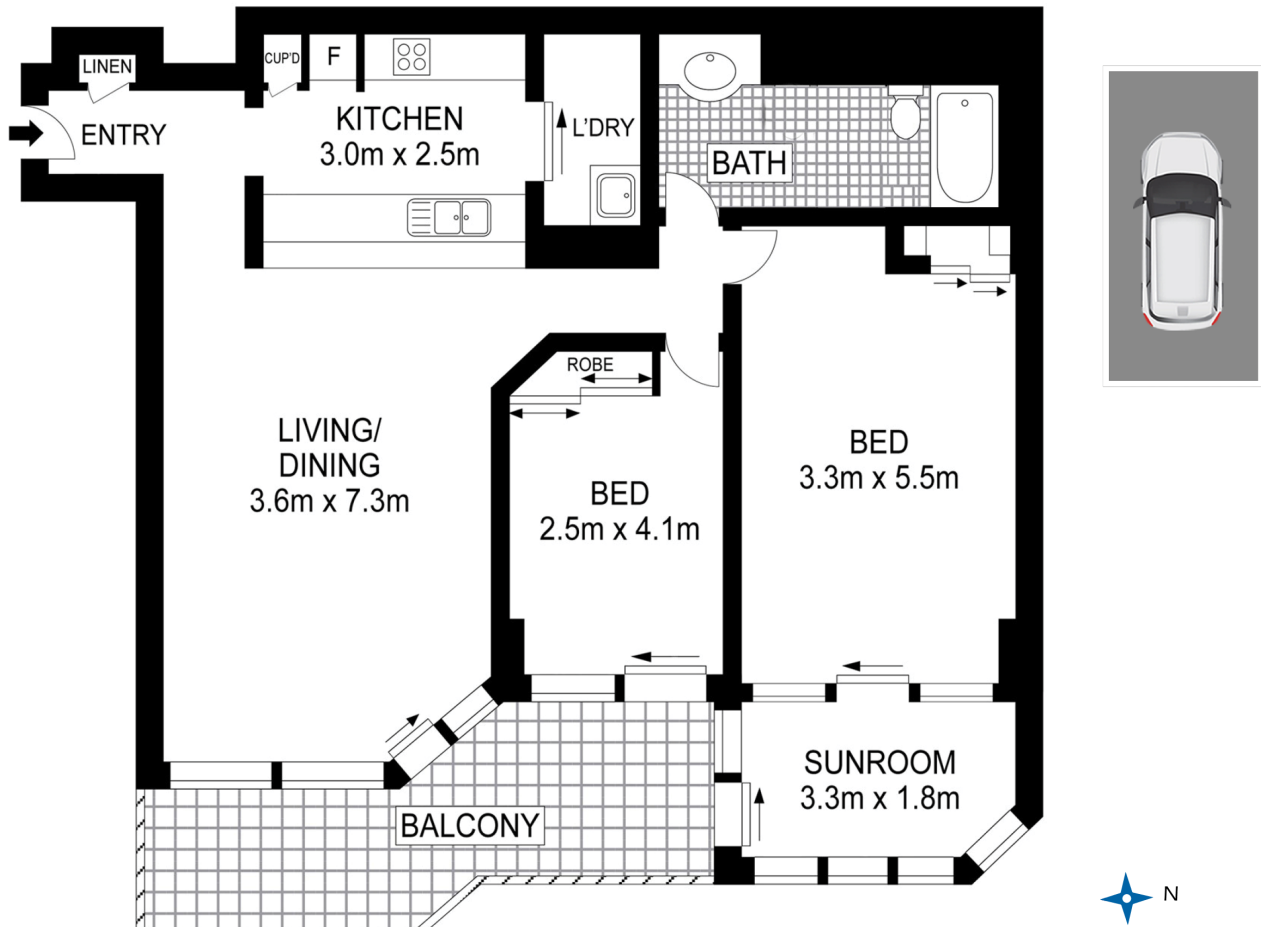 LINEN
ENTRY
CUP'D
F
KITCHEN
3.0m x 2.5m
L'DRY
BATH
ROBE
LIVING/
DINING
3.6m x 7.3m
BED
2.5m x 4.1m
BED
3.3m x 5.5m
SUNROOM
3.3m x 1.8m
BALCONY
N